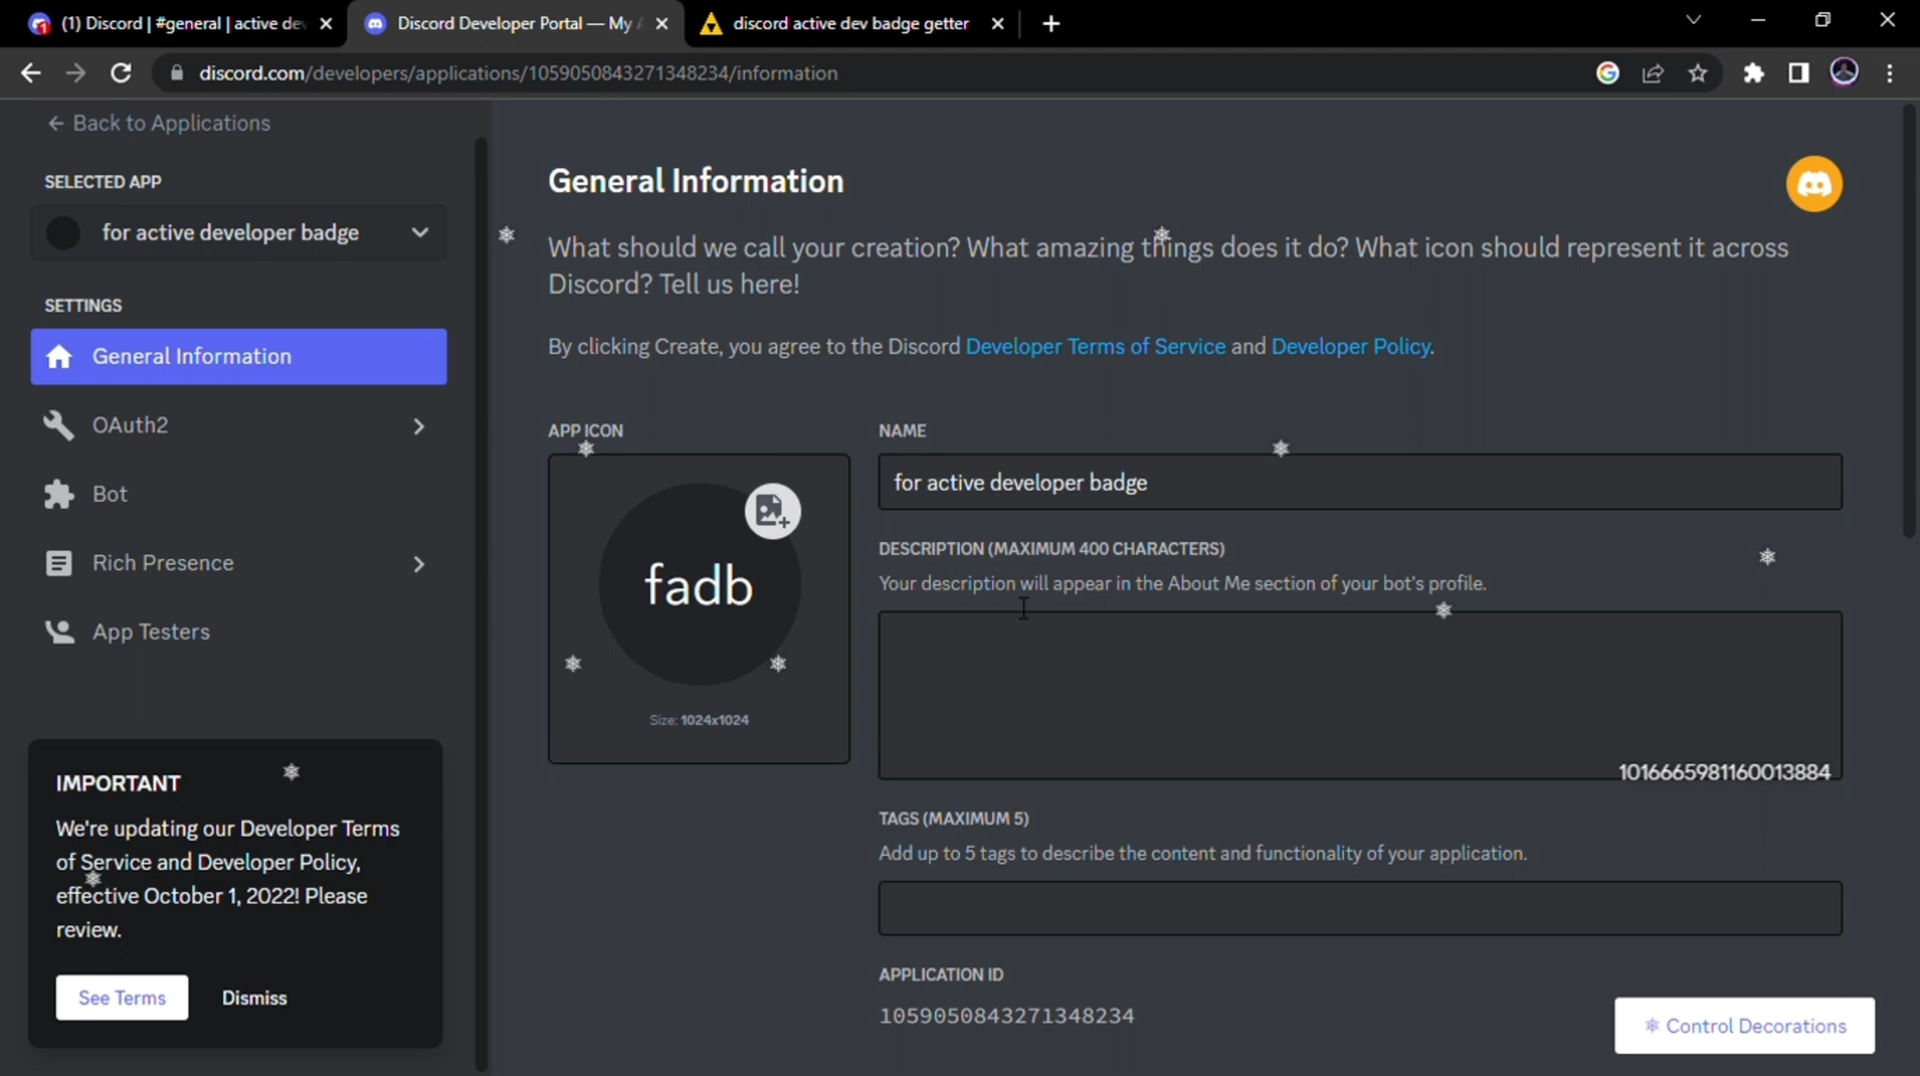 (1) Discord | #general | active dev
Discord Developer Portal — My A
discord active dev badge getter
discord.com/developers/applications/1059050843271348234/information
← Back to Applications
SELECTED APP
for active developer badge
SETTINGS
General Information
OAuth2
Bot
Rich Presence
App Testers
IMPORTANT
We're updating our Developer Terms
of Service and Developer Policy,
effective October 1, 2022! Please
review.
See Terms
Dismiss
General Information
What should we call your creation? What amazing things does it do? What icon should represent it across
Discord? Tell us here!
By clicking Create, you agree to the Discord Developer Terms of Service and Developer Policy.
APP ICON
fadb
Size: 1024x1024
NAME
for active developer badge
DESCRIPTION (MAXIMUM 400 CHARACTERS)
Your description will appear in the About Me section of your bot's profile.
1016665981160013884
TAGS (MAXIMUM 5)
Add up to 5 tags to describe the content and functionality of your application.
APPLICATION ID
1059050843271348234
Control Decorations